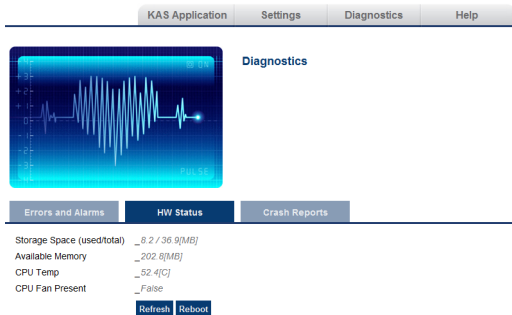 KAS Application Settings Diagnostics Help
Diagnostics
PULSE
Errors and Alarms HW Status Crash Reports
Storage Space (used/total) _8.2 / 36.9[MB]
Available Memory _202.8[MB]
CPU Temp _52.4[C]
CPU Fan Present _False
Refresh Reboot